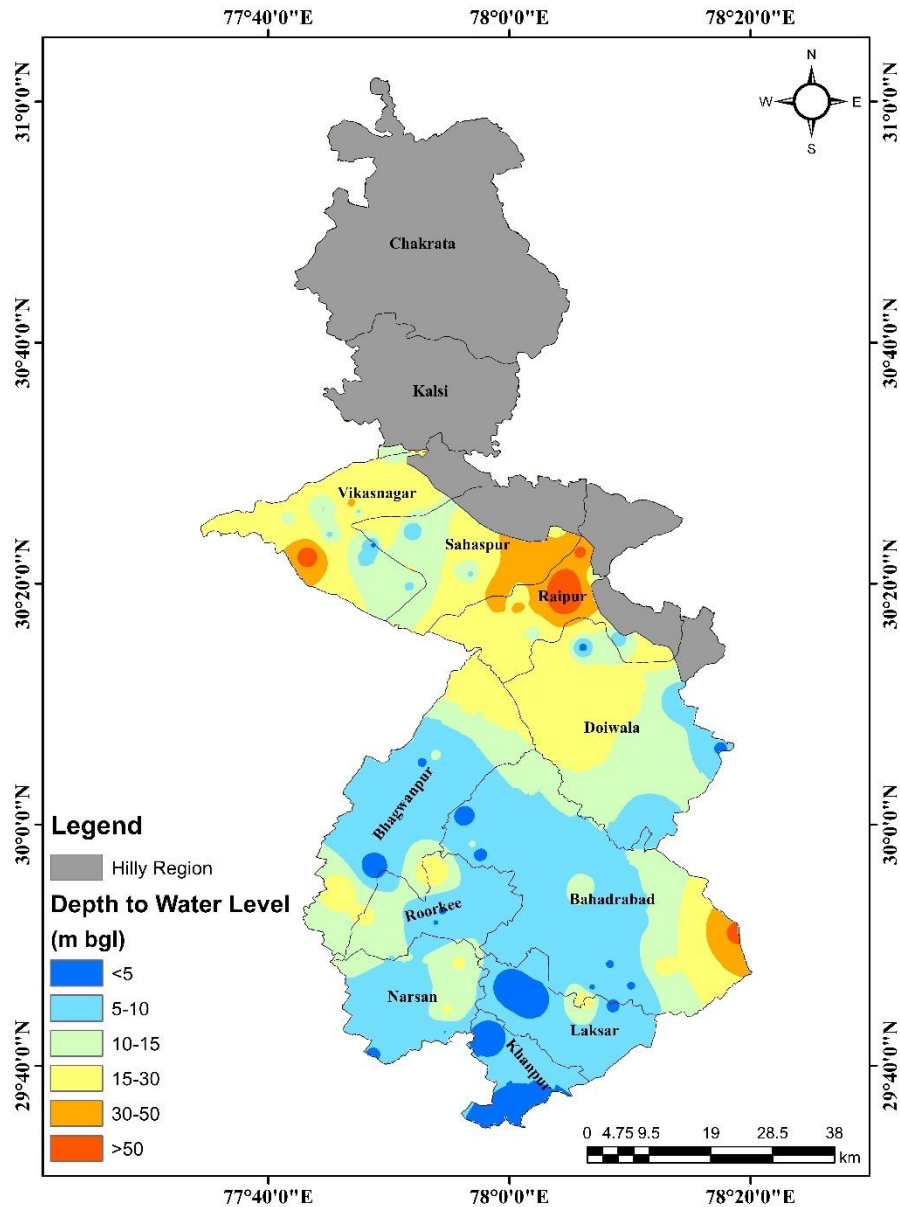 77°40'0"E 78°0'0"E 78°20'0"E
N
W E
S
31°0'0"N 31°0'0"N
Chakrata
30°40'0"N 30°40'0"N
Kalsi
Vikasnagar
Sahaspur
30°20'0"N 30°20'0"N
Raipur
Doiwala
Bhagwanpur
30°0'0"N 30°0'0"N
Bahadrabad
Roorkee
Narsan
Laksar
Khanpur
29°40'0"N 29°40'0"N
Legend
Hilly Region
Depth to Water Level
(m bgl)
<5
5-10
10-15
15-30
30-50
>50
0 4.75 9.5 19 28.5 38
km
77°40'0"E 78°0'0"E 78°20'0"E